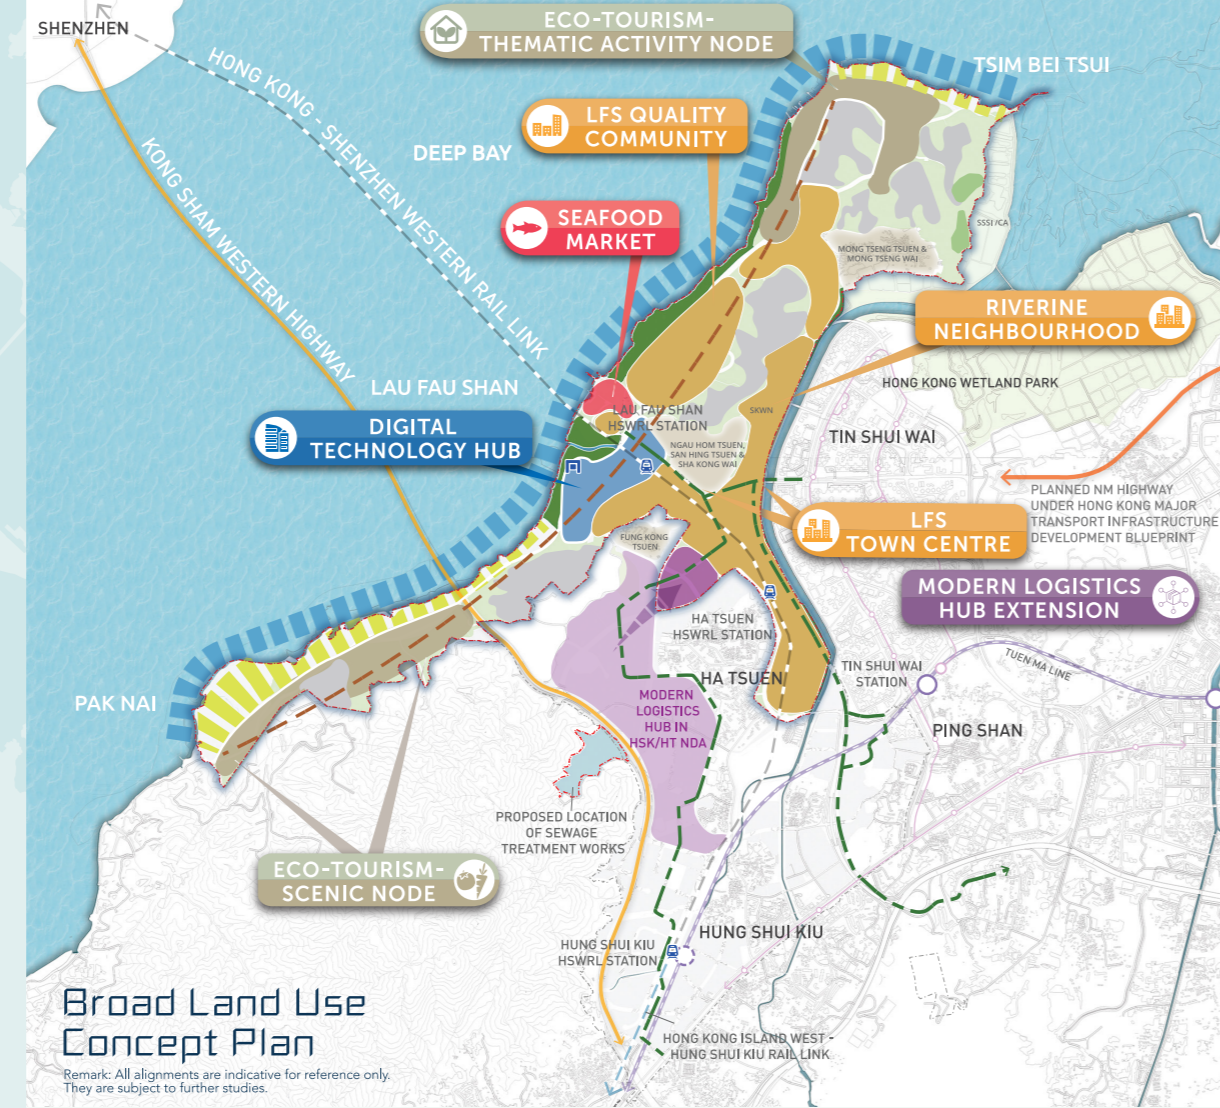 SHENZHEN
ECO-TOURISM-
THEMATIC ACTIVITY NODE
TSIM BEI TSUI
HONG KONG - SHENZHEN WESTERN RAIL LINK
KONG SHAM WESTERN HIGHWAY
LFS QUALITY
COMMUNITY
DEEP BAY
SEAFOOD
MARKET
SSSI /CA
MONG TSENG TSUEN &
MONG TSENG WAI
RIVERINE
NEIGHBOURHOOD
LAU FAU SHAN
HONG KONG WETLAND PARK
LAU FAU SHAN
HSWRL STATION
SKWN
DIGITAL
TECHNOLOGY HUB
TIN SHUI WAI
NGAU HOM TSUEN,
SAN HING TSUEN &
SHA KONG WAI
PLANNED NM HIGHWAY
UNDER HONG KONG MAJOR
TRANSPORT INFRASTRUCTURE
DEVELOPMENT BLUEPRINT
LFS
TOWN CENTRE
FUNG KONG
TSUEN
MODERN LOGISTICS
HUB EXTENSION
HA TSUEN
HSWRL STATION
TIN SHUI WAI
STATION
TUEN MA LINE
HA TSUEN
PAK NAI
MODERN
LOGISTICS
HUB IN
HSK/HT NDA
PING SHAN
PROPOSED LOCATION
OF SEWAGE
TREATMENT WORKS
ECO-TOURISM-
SCENIC NODE
HUNG SHUI KIU
HUNG SHUI KIU
HSWRL STATION
HONG KONG ISLAND WEST -
HUNG SHUI KIU RAIL LINK
Broad Land Use
Concept Plan
Remark: All alignments are indicative for reference only.
They are subject to further studies.